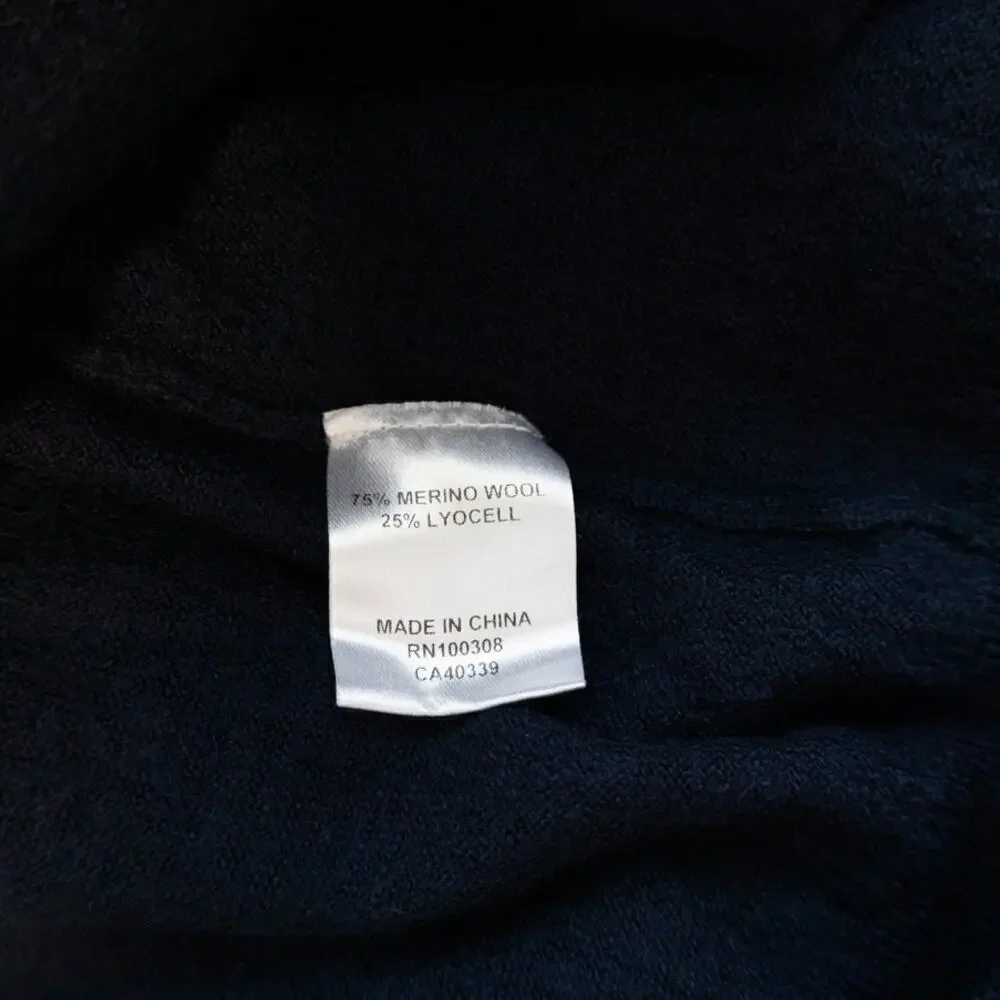 75% MERINO WOOL
25% LYOCELL
MADE IN CHINA
RN100308
CA40339